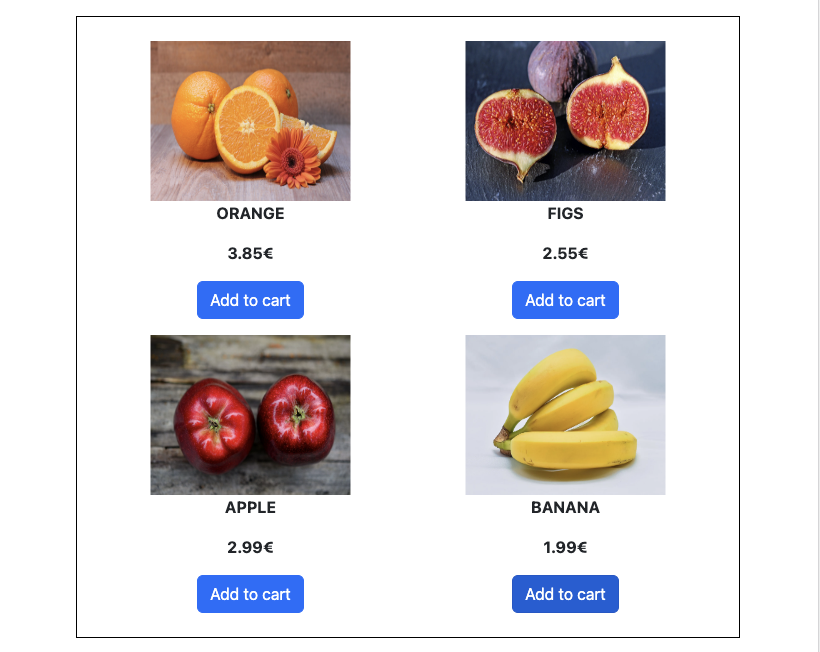 ORANGE
3.85€
Add to cart
FIGS
2.55€
Add to cart
APPLE
2.99€
Add to cart
BANANA
1.99€
Add to cart